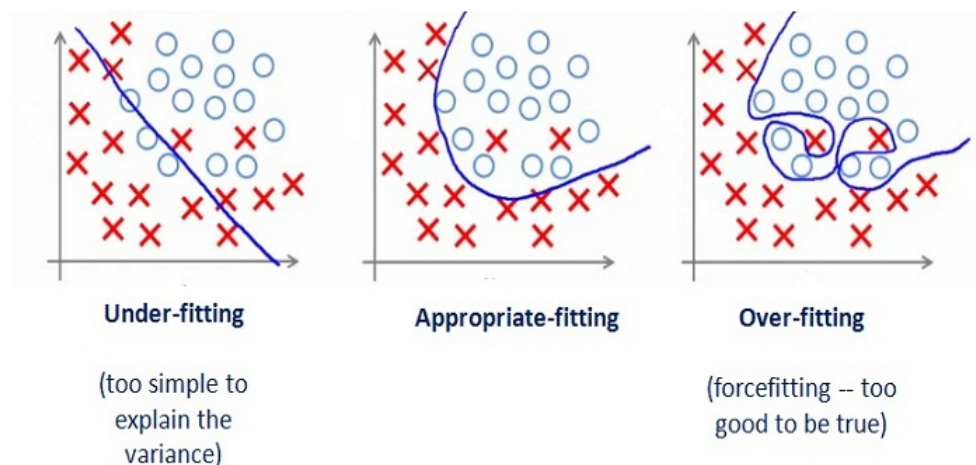 Under-fitting
Appropriate-fitting
Over-fitting
(too simple to
explain the
variance)
(forcefitting -- too
good to be true)